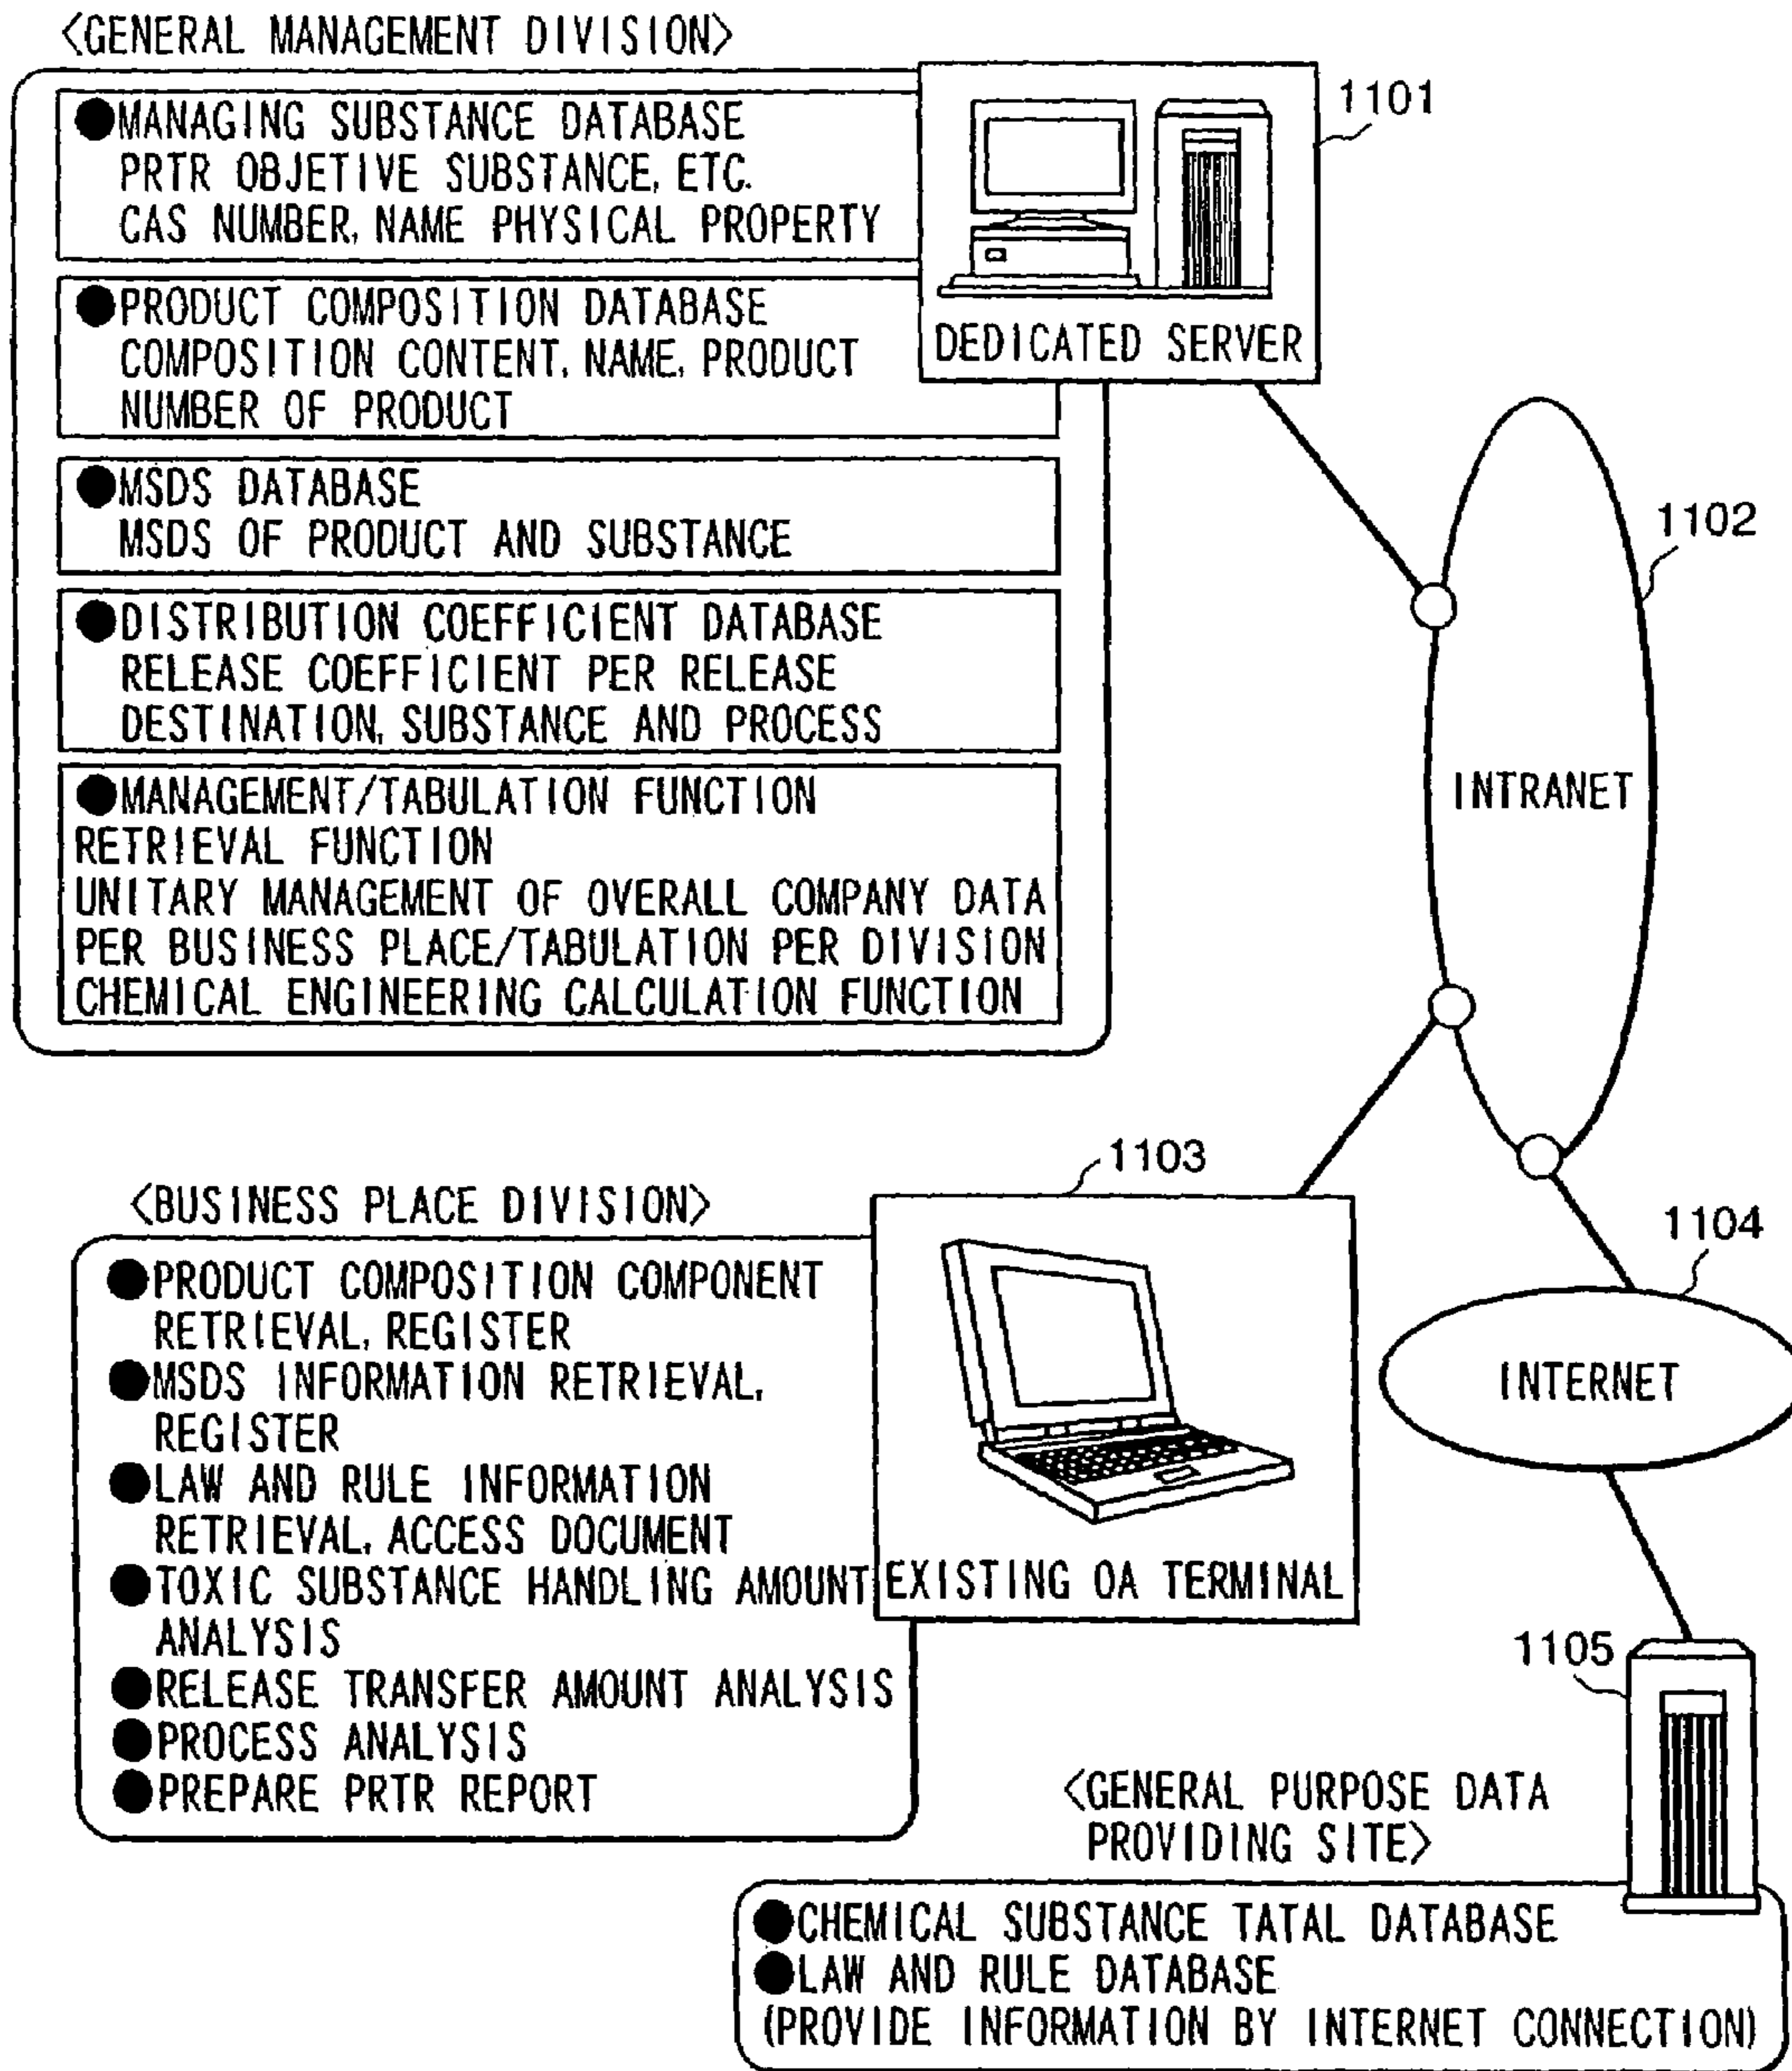 <GENERAL MANAGEMENT DIVISION>
●MANAGING SUBSTANCE DATABASE
PRTR OBJETIVE SUBSTANCE, ETC.
CAS NUMBER, NAME PHYSICAL PROPERTY
●PRODUCT COMPOSITION DATABASE
COMPOSITION CONTENT, NAME, PRODUCT
NUMBER OF PRODUCT
●MSDS DATABASE
MSDS OF PRODUCT AND SUBSTANCE
●DISTRIBUTION COEFFICIENT DATABASE
RELEASE COEFFICIENT PER RELEASE
DESTINATION, SUBSTANCE AND PROCESS
●MANAGEMENT/TABULATION FUNCTION
RETRIEVAL FUNCTION
UNITARY MANAGEMENT OF OVERALL COMPANY DATA
PER BUSINESS PLACE/TABULATION PER DIVISION
CHEMICAL ENGINEERING CALCULATION FUNCTION
1101
DEDICATED SERVER
1102
INTRANET
<BUSINESS PLACE DIVISION>
●PRODUCT COMPOSITION COMPONENT
RETRIEVAL, REGISTER
●MSDS INFORMATION RETRIEVAL,
REGISTER
●LAW AND RULE INFORMATION
RETRIEVAL, ACCESS DOCUMENT
●TOXIC SUBSTANCE HANDLING AMOUNT
ANALYSIS
●RELEASE TRANSFER AMOUNT ANALYSIS
●PROCESS ANALYSIS
●PREPARE PRTR REPORT
1103
EXISTING OA TERMINAL
1104
INTERNET
1105
<GENERAL PURPOSE DATA
PROVIDING SITE>
●CHEMICAL SUBSTANCE TATAL DATABASE
●LAW AND RULE DATABASE
(PROVIDE INFORMATION BY INTERNET CONNECTION)